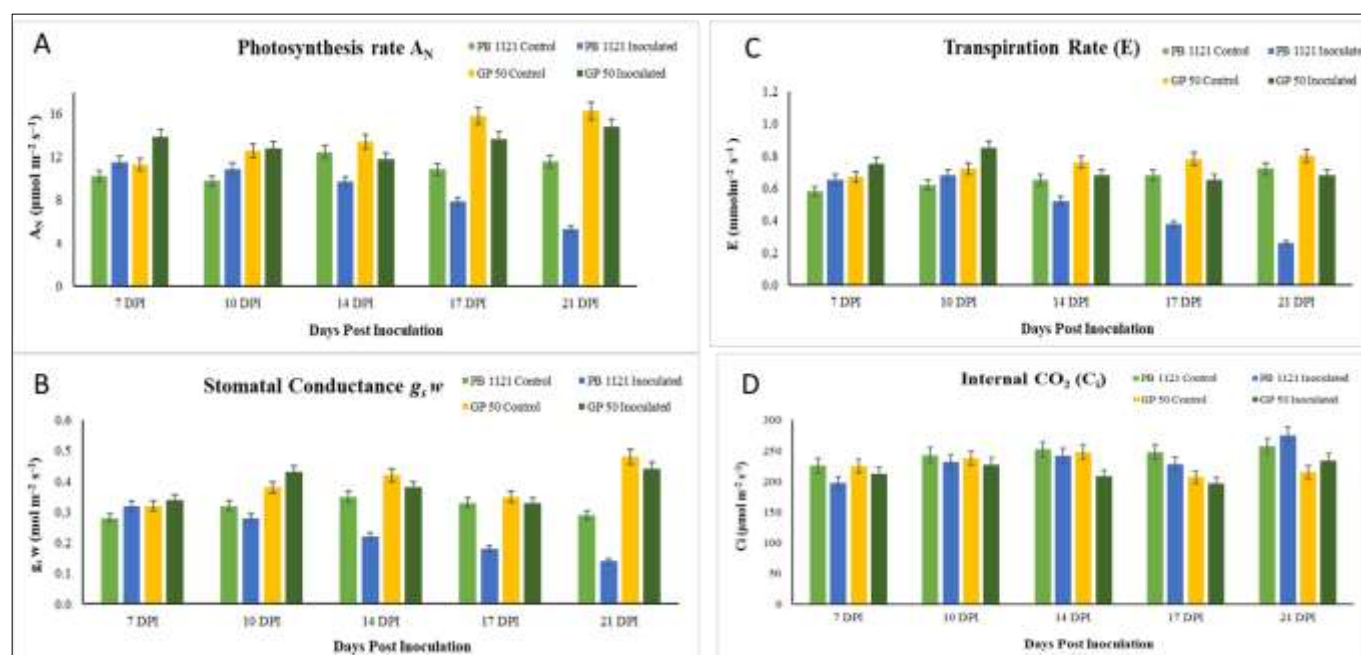 A
Photosynthesis rate A_N
PB 1121 Control PB 1121 Inoculated
GP 50 Control GP 50 Inoculated
A_N (µmol m⁻² s⁻¹)
16
12
8
4
0
7 DPI 10 DPI 14 DPI 17 DPI 21 DPI
Days Post Inoculation
B
Stomatal Conductance g_s w
PB 1121 Control PB 1121 Inoculated
GP 50 Control GP 50 Inoculated
g_s w (mol m⁻² s⁻¹)
0.6
0.5
0.4
0.3
0.2
0.1
0.0
7 DPI 10 DPI 14 DPI 17 DPI 21 DPI
Days Post Inoculation
C
Transpiration Rate (E)
PB 1121 Control PB 1121 Inoculated
GP 50 Control GP 50 Inoculated
E (mmolm⁻² s⁻¹)
1.2
1.0
0.8
0.6
0.4
0.2
0.0
7 DPI 10 DPI 14 DPI 17 DPI 21 DPI
Days Post Inoculation
D
Internal CO₂ (Cᵢ)
PB 1121 Control PB 1121 Inoculated
GP 50 Control GP 50 Inoculated
Ci (µmol m⁻² s⁻¹)
300
250
200
150
100
50
0
7 DPI 10 DPI 14 DPI 17 DPI 21 DPI
Days Post Inoculation